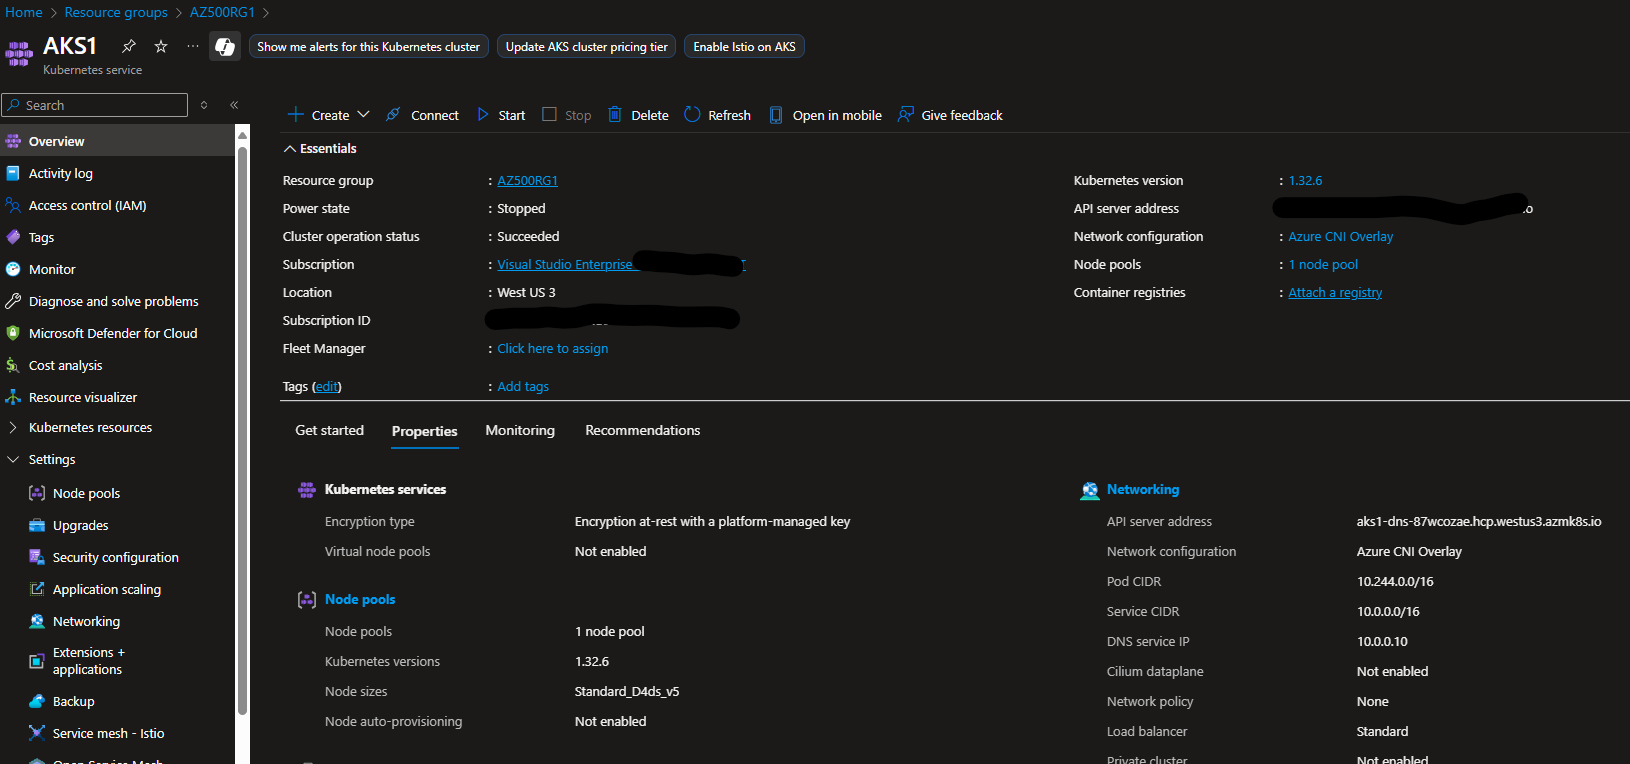 Home > Resource groups > AZ500RG1 >
AKS1
Kubernetes service
Show me alerts for this Kubernetes cluster
Update AKS cluster pricing tier
Enable Istio on AKS
Search
Overview
Activity log
Access control (IAM)
Tags
Monitor
Diagnose and solve problems
Microsoft Defender for Cloud
Cost analysis
Resource visualizer
Kubernetes resources
Settings
Node pools
Upgrades
Security configuration
Application scaling
Networking
Extensions +
applications
Backup
Service mesh - Istio
Open Service Mesh
Create
Connect
Start
Stop
Delete
Refresh
Open in mobile
Give feedback
Essentials
Resource group : AZ500RG1
Power state : Stopped
Cluster operation status : Succeeded
Subscription : Visual Studio Enterprise
Location : West US 3
Subscription ID
Fleet Manager : Click here to assign
Tags (edit) : Add tags
Kubernetes version : 1.32.6
API server address .io
Network configuration : Azure CNI Overlay
Node pools : 1 node pool
Container registries : Attach a registry
Get started
Properties
Monitoring
Recommendations
Kubernetes services
Encryption type Encryption at-rest with a platform-managed key
Virtual node pools Not enabled
Node pools
Node pools 1 node pool
Kubernetes versions 1.32.6
Node sizes Standard_D4ds_v5
Node auto-provisioning Not enabled
Networking
API server address aks1-dns-87wcozae.hcp.westus3.azmk8s.io
Network configuration Azure CNI Overlay
Pod CIDR 10.244.0.0/16
Service CIDR 10.0.0.0/16
DNS service IP 10.0.0.10
Cilium dataplane Not enabled
Network policy None
Load balancer Standard
Private cluster Not enabled